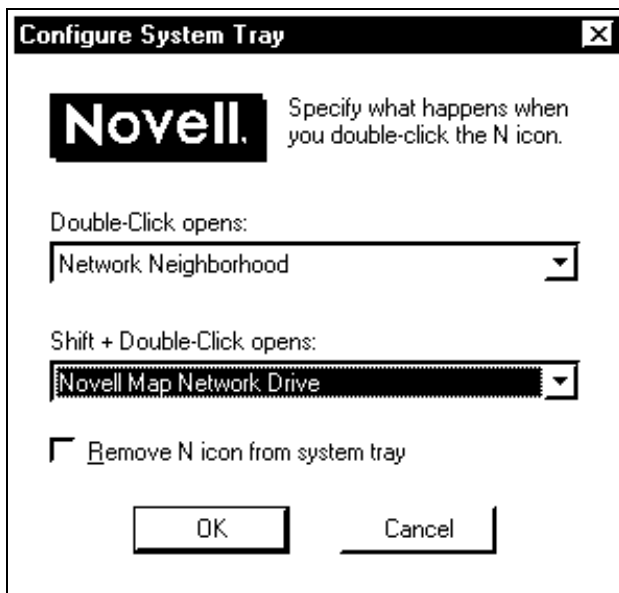 Configure System Tray
Novell.
Specify what happens when
you double-click the N icon.
Double-Click opens:
Network Neighborhood
Shift + Double-Click opens:
Novell Map Network Drive
Remove N icon from system tray
OK
Cancel